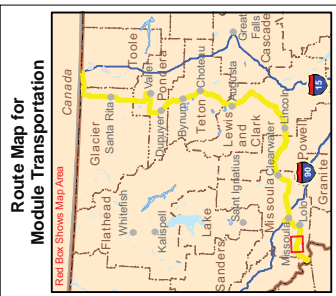 Route Map for
Module Transportation
Red Box Shows Map Area
Canada
Toole
Glacier
Santa Rita
Valier
Pondera
Dupuyer
Bynum
Choteau
Teton
Augusta
Great
Falls
Cascade
Flathead
Whitefish
Kalispell
Lake
Sanders
Saint Ignatius
Lewis
and
Clark
Lincoln
Missoula
Clearwater
Powell
Missoula
Lolo
Granite
90
15